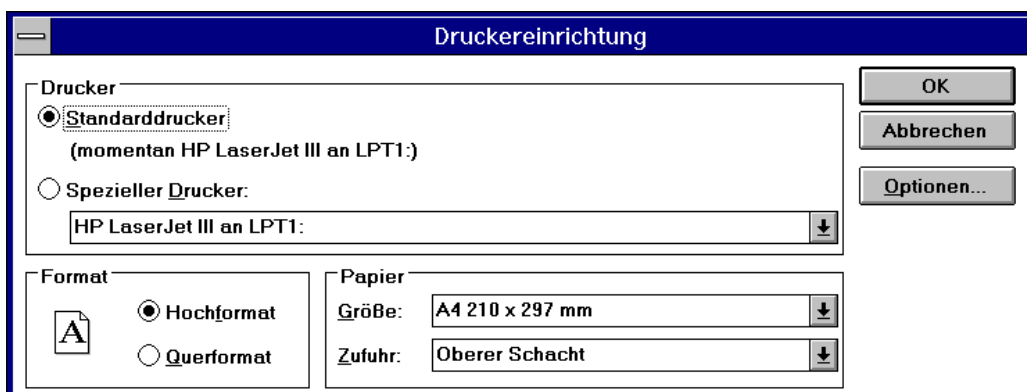 Druckereinrichtung
Drucker
Standarddrucker
(momentan HP LaserJet III an LPT1:)
Spezieller Drucker:
HP LaserJet III an LPT1:
OK
Abbrechen
Optionen...
Format
A
Hochformat
Querformat
Papier
Größe:
A4 210 x 297 mm
Zufuhr:
Oberer Schacht